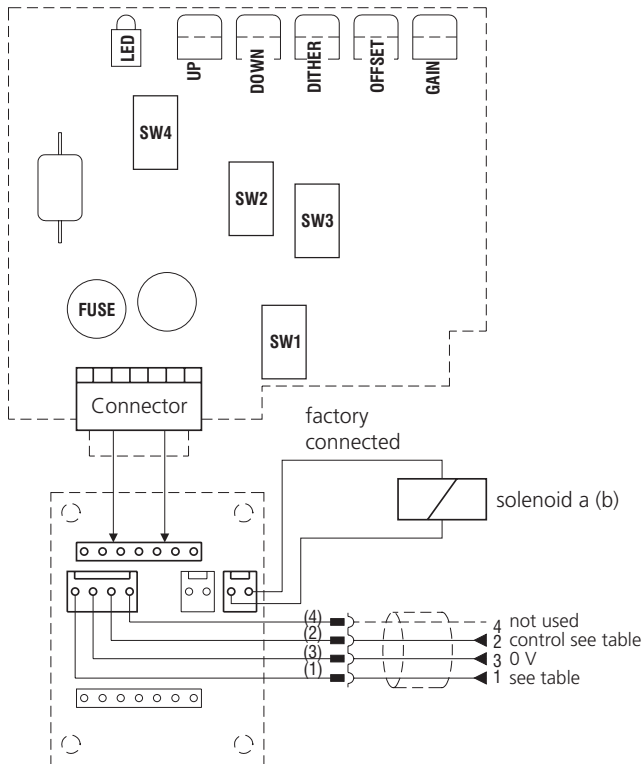 LED
UP
DOWN
DITHER
OFFSET
GAIN
SW4
SW2
SW3
FUSE
SW1
Connector
factory
connected
solenoid a (b)
(4)
4 not used
(2)
2 control see table
(3)
3 0 V
(1)
1 see table